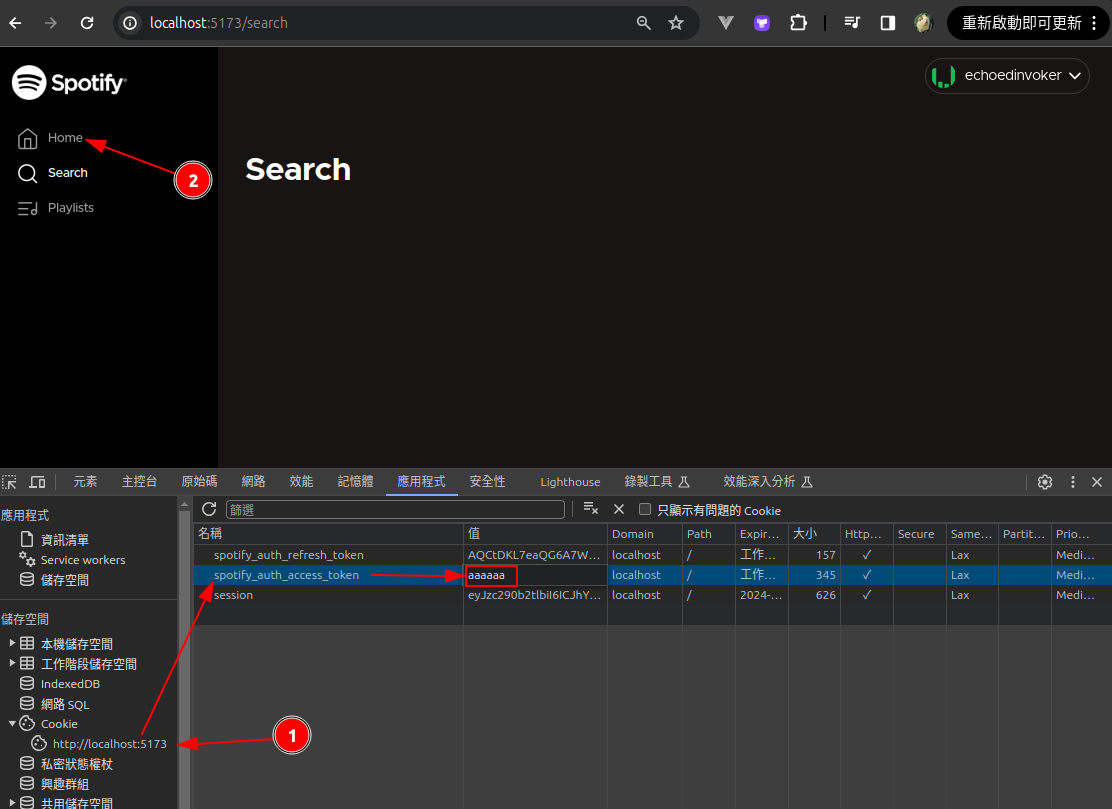 localhost:5173/search
重新啟動即可更新
Spotify
echoedinvoker
Home
Search
Playlists
2
Search
元素 主控台 原始碼 網路 效能 記憶體 應用程式 安全性 Lighthouse 錄製工具 效能深入分析
應用程式
資訊清單
Service workers
儲存空間
儲存空間
本機儲存空間
工作階段儲存空間
IndexedDB
網路 SQL
Cookie
http://localhost:5173
私密狀態權杖
興趣群組
共用儲存空間
篩選 只顯示有問題的 Cookie
名稱 值 Domain Path Expir... 大小 Http... Secure Same... Partit... Prio...
spotify_auth_refresh_token AQCtDKL7eaQG6A7W... localhost / 工作... 157 ✓ Lax Medi...
spotify_auth_access_token aaaaaa localhost / 工作... 345 ✓ Lax Medi...
session eyJzc290b2tlbiI6ICJhY... localhost / 2024-... 626 ✓ Lax Medi...
1